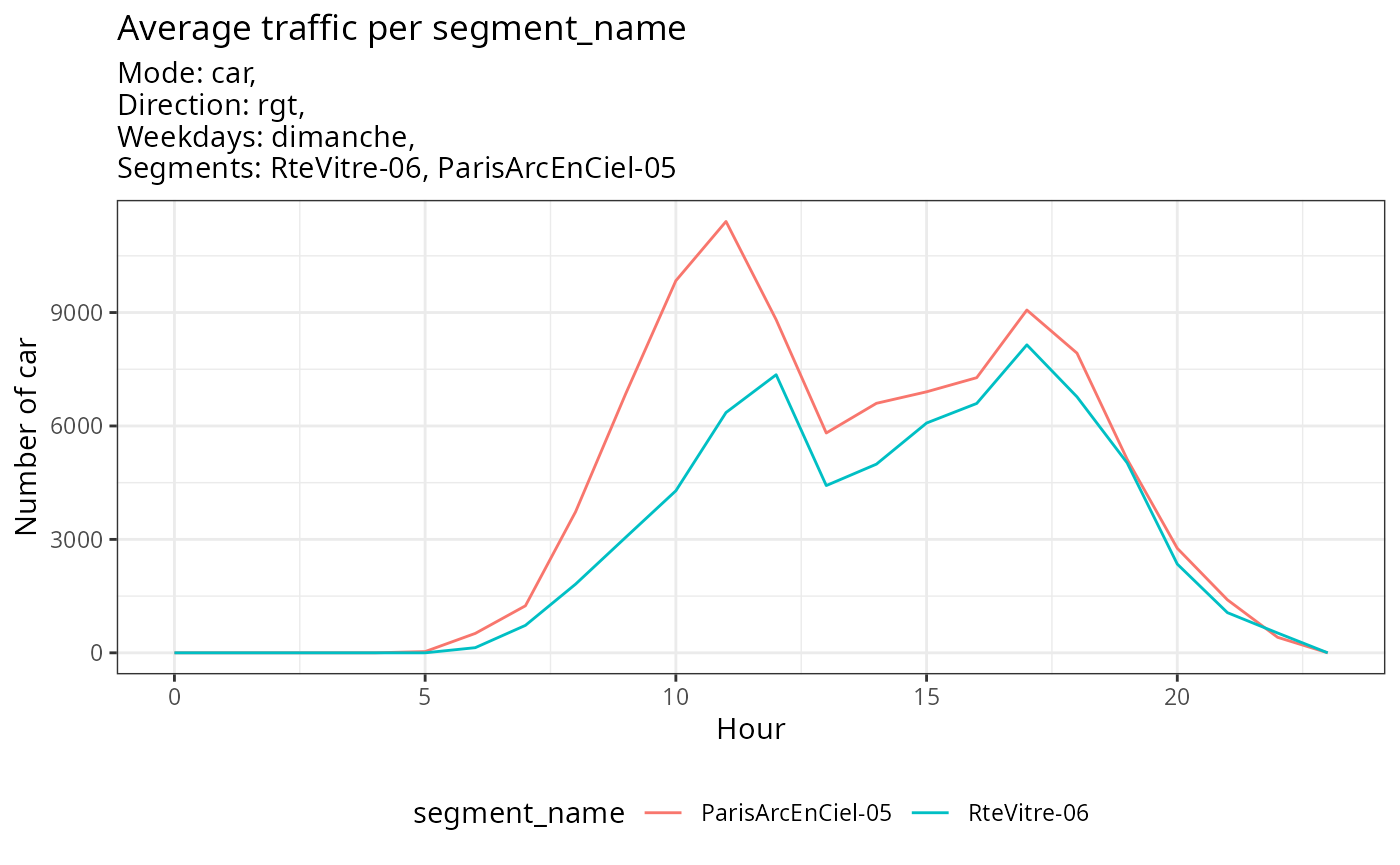 Average traffic per segment_name
Mode: car,
Direction: rgt,
Weekdays: dimanche,
Segments: RteVitre-06, ParisArcEnCiel-05
Number of car
9000
6000
3000
0
0 5 10 15 20
Hour
segment_name ParisArcEnCiel-05 RteVitre-06